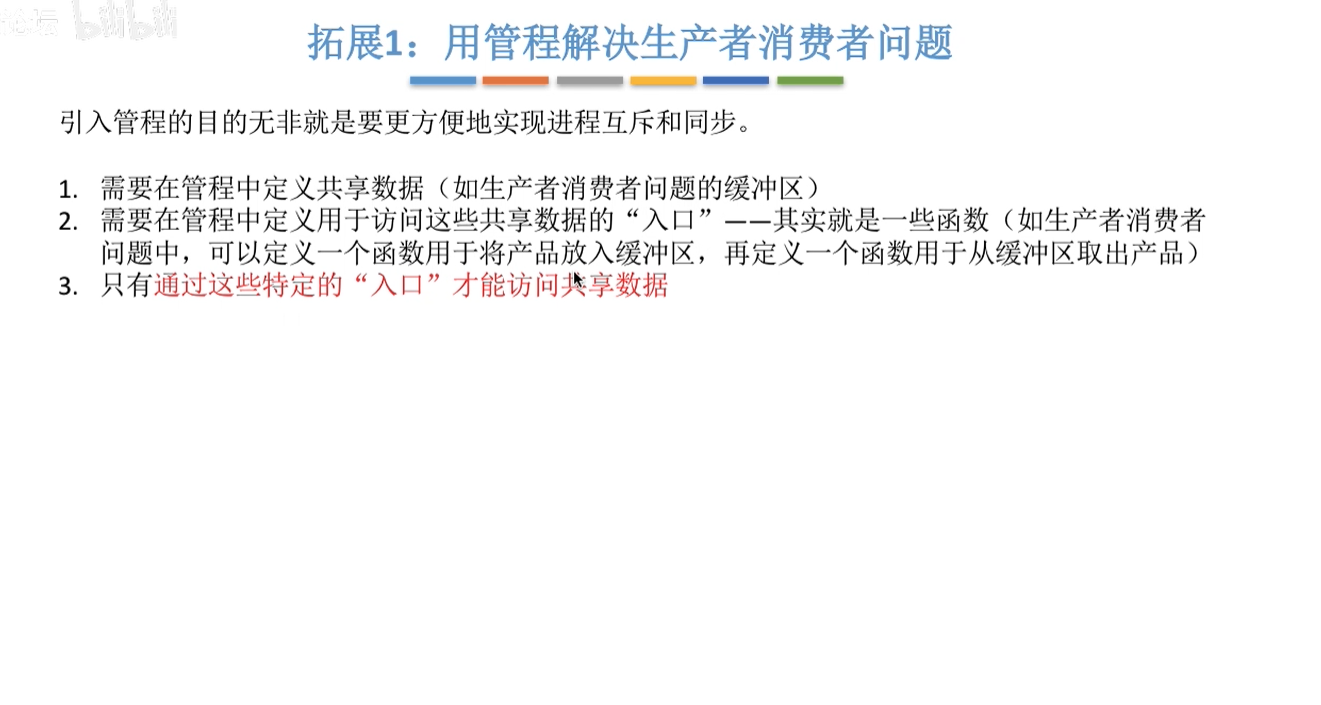 论坛 bilibili
拓展1：用管程解决生产者消费者问题
引入管程的目的无非就是要更方便地实现进程互斥和同步。
1. 需要在管程中定义共享数据（如生产者消费者问题的缓冲区）
2. 需要在管程中定义用于访问这些共享数据的“入口”——其实就是一些函数（如生产者消费者
问题中，可以定义一个函数用于将产品放入缓冲区，再定义一个函数用于从缓冲区取出产品）
3. 只有通过这些特定的“入口”才能访问共享数据